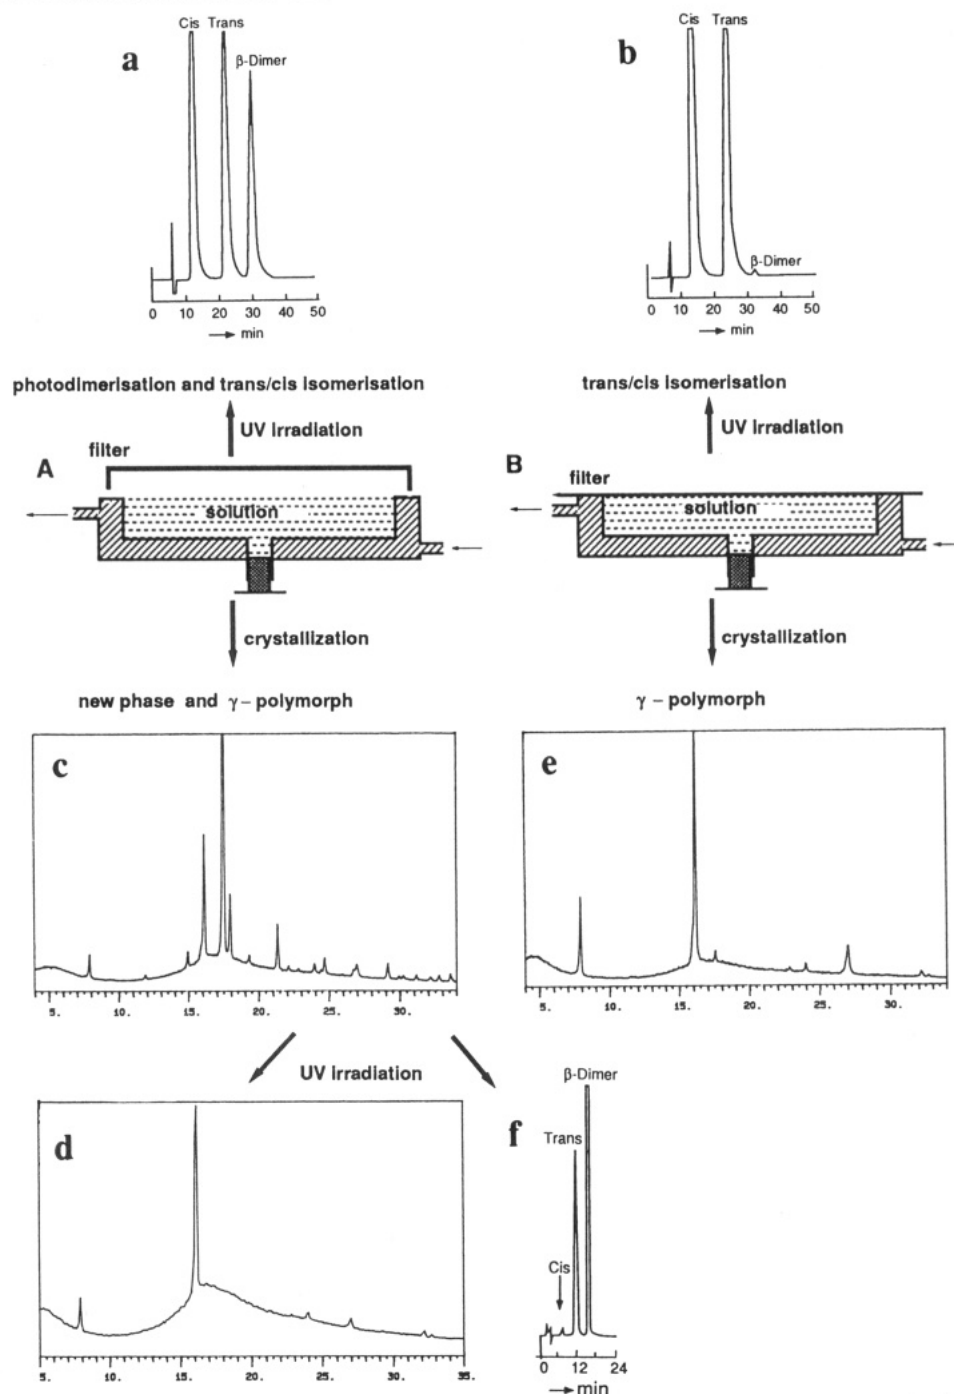 Cis Trans
a
β-Dimer
0 10 20 30 40 50
min
Cis Trans
b
β-Dimer
0 10 20 30 40 50
min
photodimerisation and trans/cis isomerisation
UV irradiation
filter
A
solution
crystallization
trans/cis isomerisation
UV irradiation
B
filter
solution
crystallization
new phase and γ – polymorph
c
5. 10. 15. 20. 25. 30.
γ – polymorph
e
5. 10. 15. 20. 25. 30.
UV irradiation
d
5. 10. 15. 20. 25. 30. 35.
β-Dimer
f
Trans
Cis
0 12 24
min